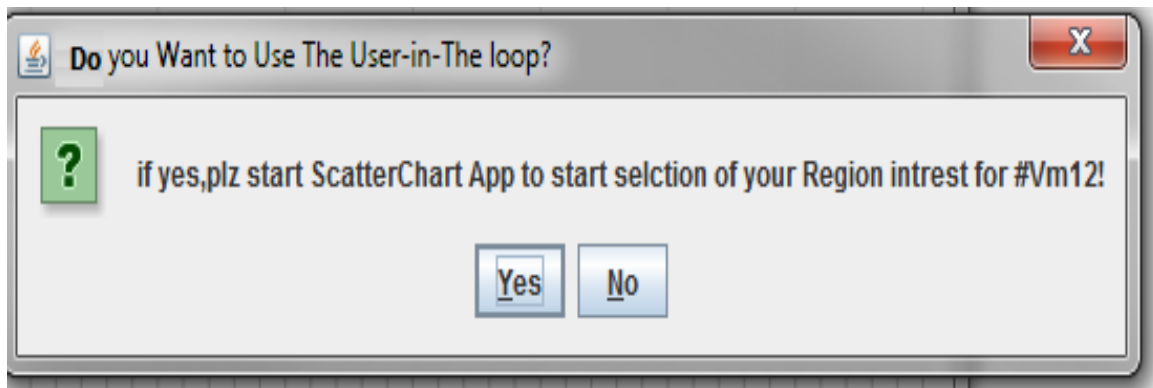 Do you Want to Use The User-in-The loop?
X
?
if yes,plz start ScatterChart App to start selction of your Region intrest for #Vm12!
Yes No